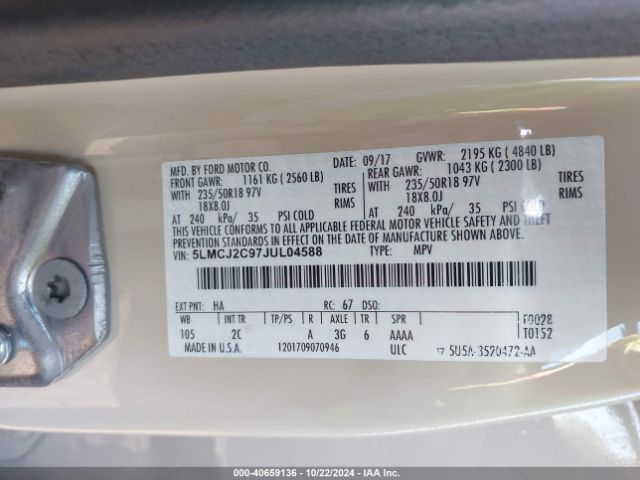 MFD. BY FORD MOTOR CO.
DATE: 09/17 GVWR: 2195 KG ( 4840 LB)
FRONT GAWR: 1161 KG ( 2560 LB) REAR GAWR: 1043 KG ( 2300 LB)
WITH 235/50R18 97V TIRES WITH 235/50R18 97V TIRES
18X8.0J RIMS 18X8.0J RIMS
AT 240 kPa/ 35 PSI COLD AT 240 kPa/ 35 PSI COLD
THIS VEHICLE CONFORMS TO ALL APPLICABLE FEDERAL MOTOR VEHICLE SAFETY AND THEFT
PREVENTION STANDARDS IN EFFECT ON THE DATE OF MANUFACTURE SHOWN ABOVE.
VIN: 5LMCJ2C97JUL04588 TYPE: MPV
EXT PNT: HA RC: 67 DSO:
WB INT TR TP/PS R AXLE TR SPR F0028
105 2C A 3G 6 AAAA T0152
MADE IN U.S.A. 1201709070946 ULC 5U5A-3520472-AA
000-40659136 - 10/22/2024 - IAA Inc.